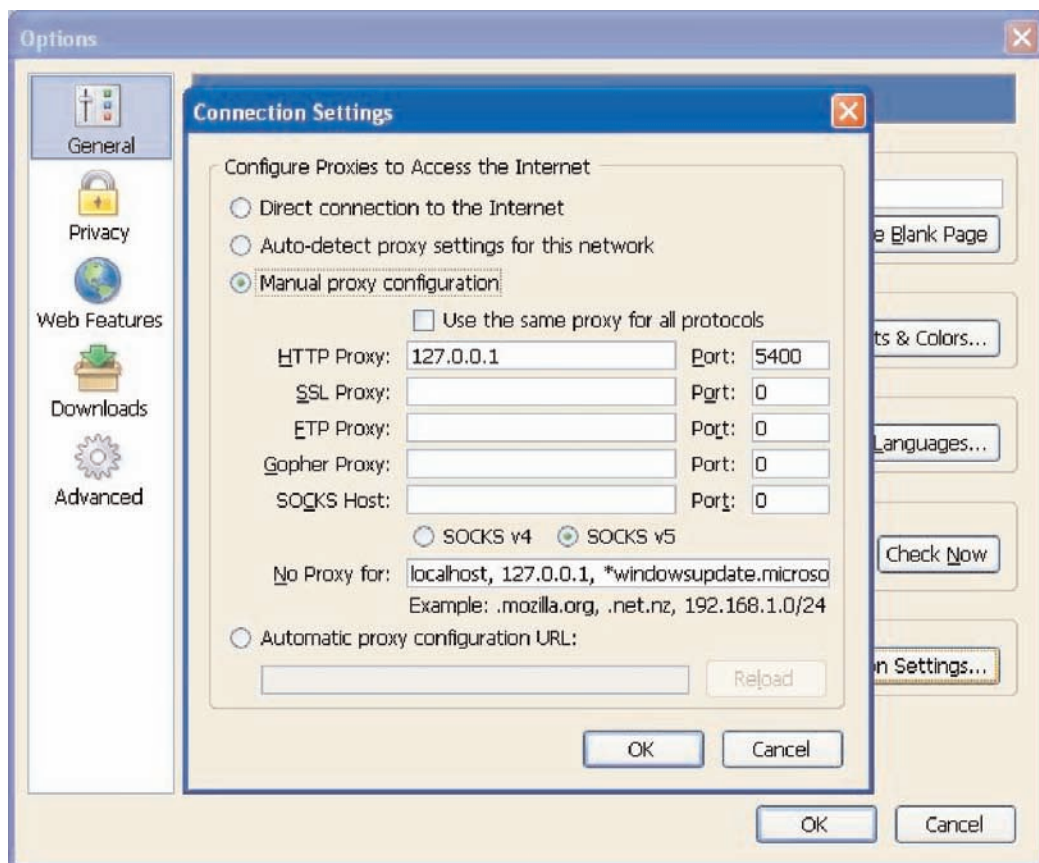 Options
General
Privacy
Web Features
Downloads
Advanced
Connection Settings
Configure Proxies to Access the Internet
Direct connection to the Internet
Auto-detect proxy settings for this network
Manual proxy configuration
Use the same proxy for all protocols
HTTP Proxy: 127.0.0.1 Port: 5400
SSL Proxy: Port: 0
FTP Proxy: Port: 0
Gopher Proxy: Port: 0
SOCKS Host: Port: 0
SOCKS v4 SOCKS v5
No Proxy for: localhost, 127.0.0.1, *windowsupdate.microso
Example: .mozilla.org, .net.nz, 192.168.1.0/24
Automatic proxy configuration URL:
Reload
OK Cancel
e Blank Page
ts & Colors...
Languages...
Check Now
n Settings...
OK Cancel